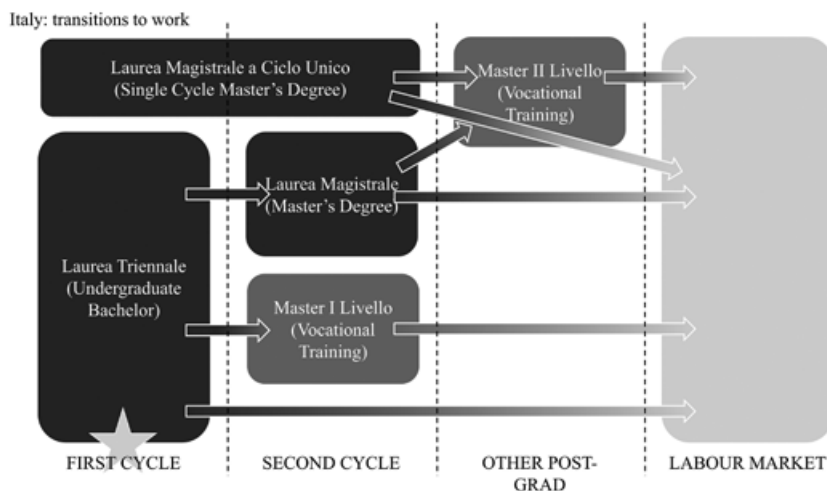 Italy: transitions to work
Laurea Magistrale a Ciclo Unico
(Single Cycle Master's Degree)
Master II Livello
(Vocational
Training)
Laurea Magistrale
(Master's Degree)
Laurea Triennale
(Undergraduate
Bachelor)
Master I Livello
(Vocational
Training)
FIRST CYCLE
SECOND CYCLE
OTHER POST-
GRAD
LABOUR MARKET